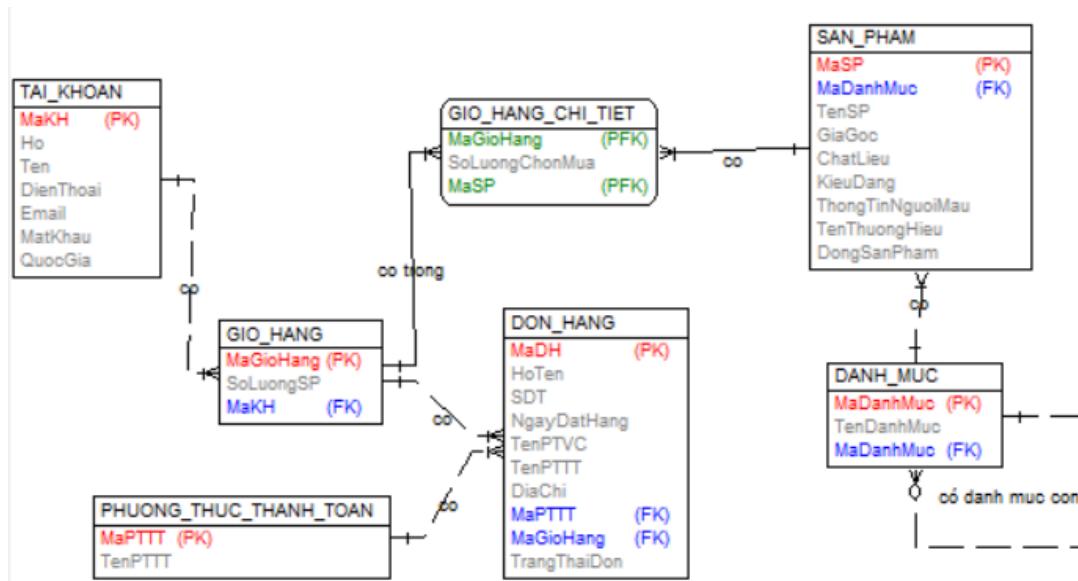 TAI_KHOAN
MaKH (PK)
Ho
Ten
DienThoai
Email
MatKhau
QuocGia
co
GIO_HANG
MaGioHang (PK)
SoLuongSP
MaKH (FK)
co trong
GIO_HANG_CHI_TIET
MaGioHang (PFK)
SoLuongChonMua
MaSP (PFK)
co
SAN_PHAM
MaSP (PK)
MaDanhMuc (FK)
TenSP
GiaGoc
ChatLieu
KieuDang
ThongTinNguoiMau
TenThuongHieu
DongSanPham
co
DANH_MUC
MaDanhMuc (PK)
TenDanhMuc
MaDanhMuc (FK)
có danh muc con
DON_HANG
MaDH (PK)
HoTen
SDT
NgayDatHang
TenPTVC
TenPTTT
DiaChi
MaPTTT (FK)
MaGioHang (FK)
TrangThaiDon
co
co
PHUONG_THUC_THANH_TOAN
MaPTTT (PK)
TenPTTT